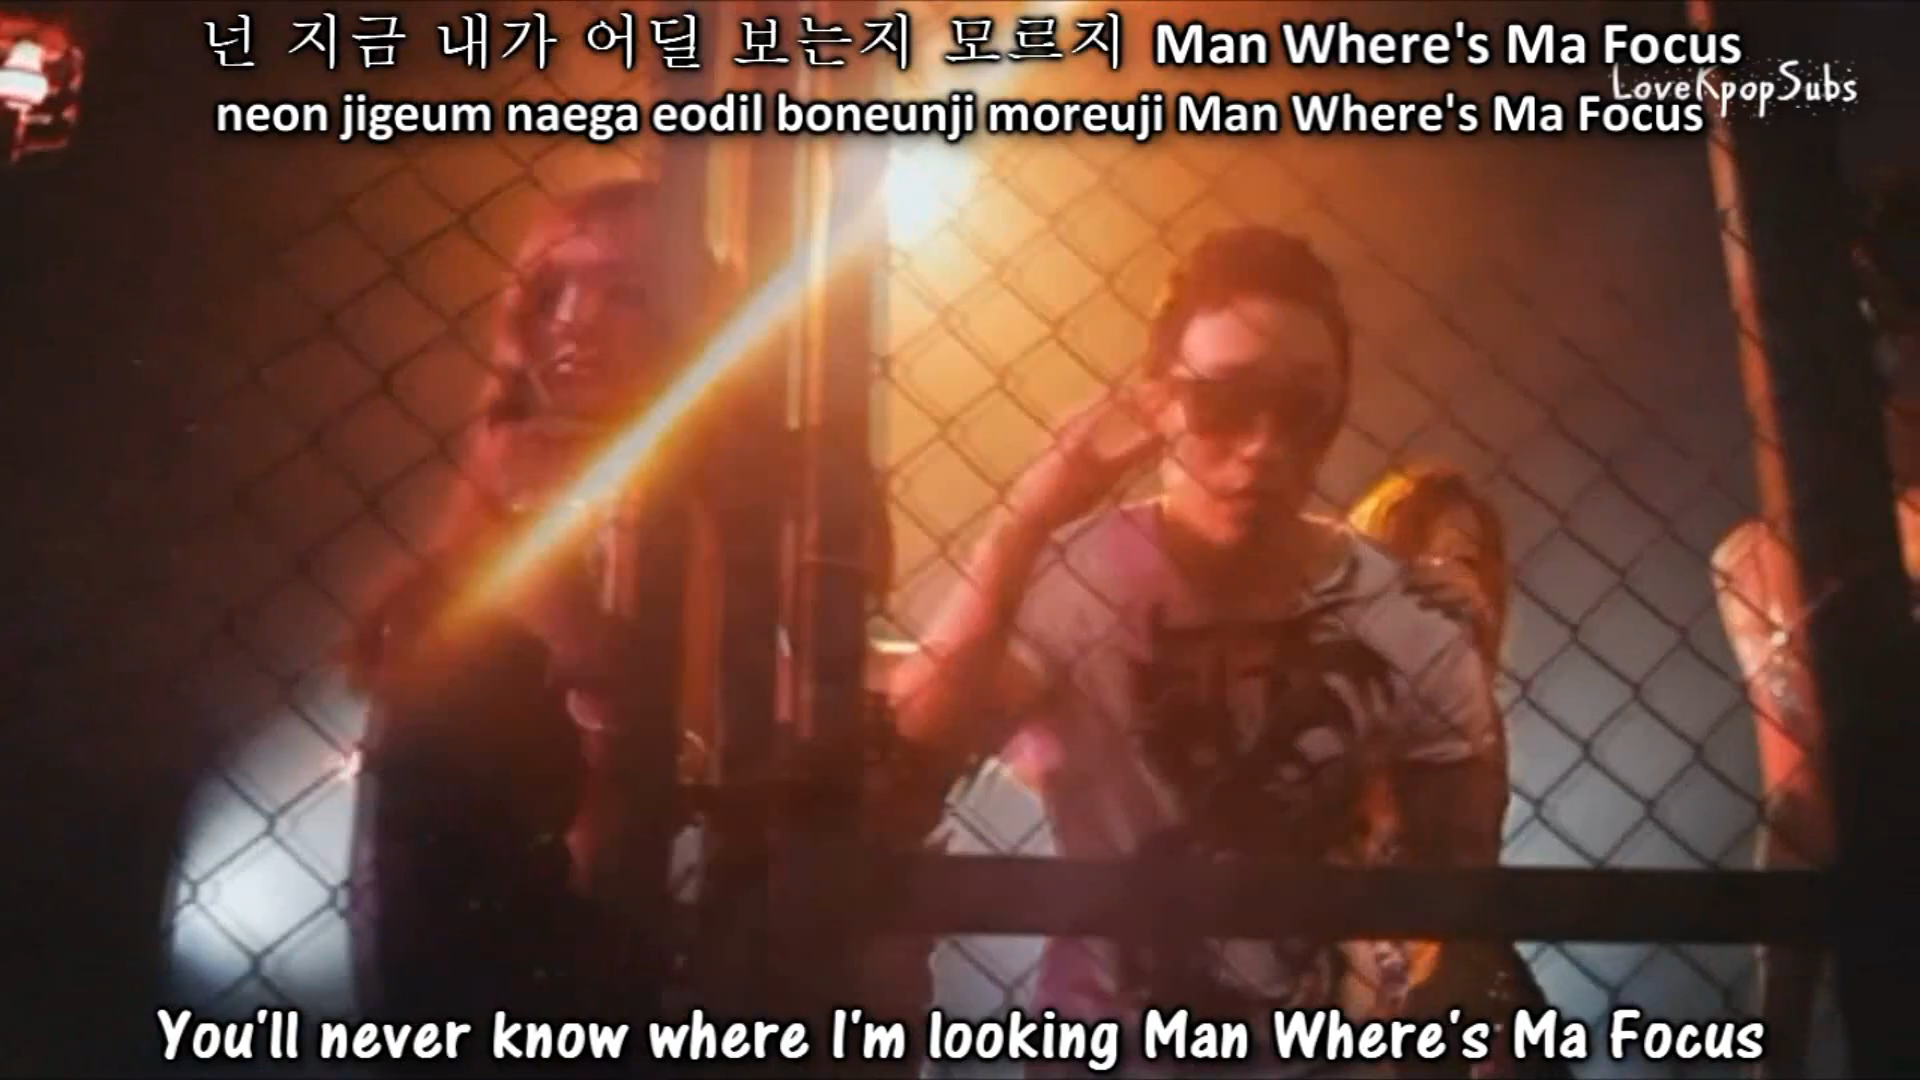 넌 지금 내가 어딜 보는지 모르지 Man Where's Ma Focus
LoveKpopSubs
neon jigeum naega eodil boneunji moreuji Man Where's Ma Focus
You'll never know where I'm looking Man Where's Ma Focus